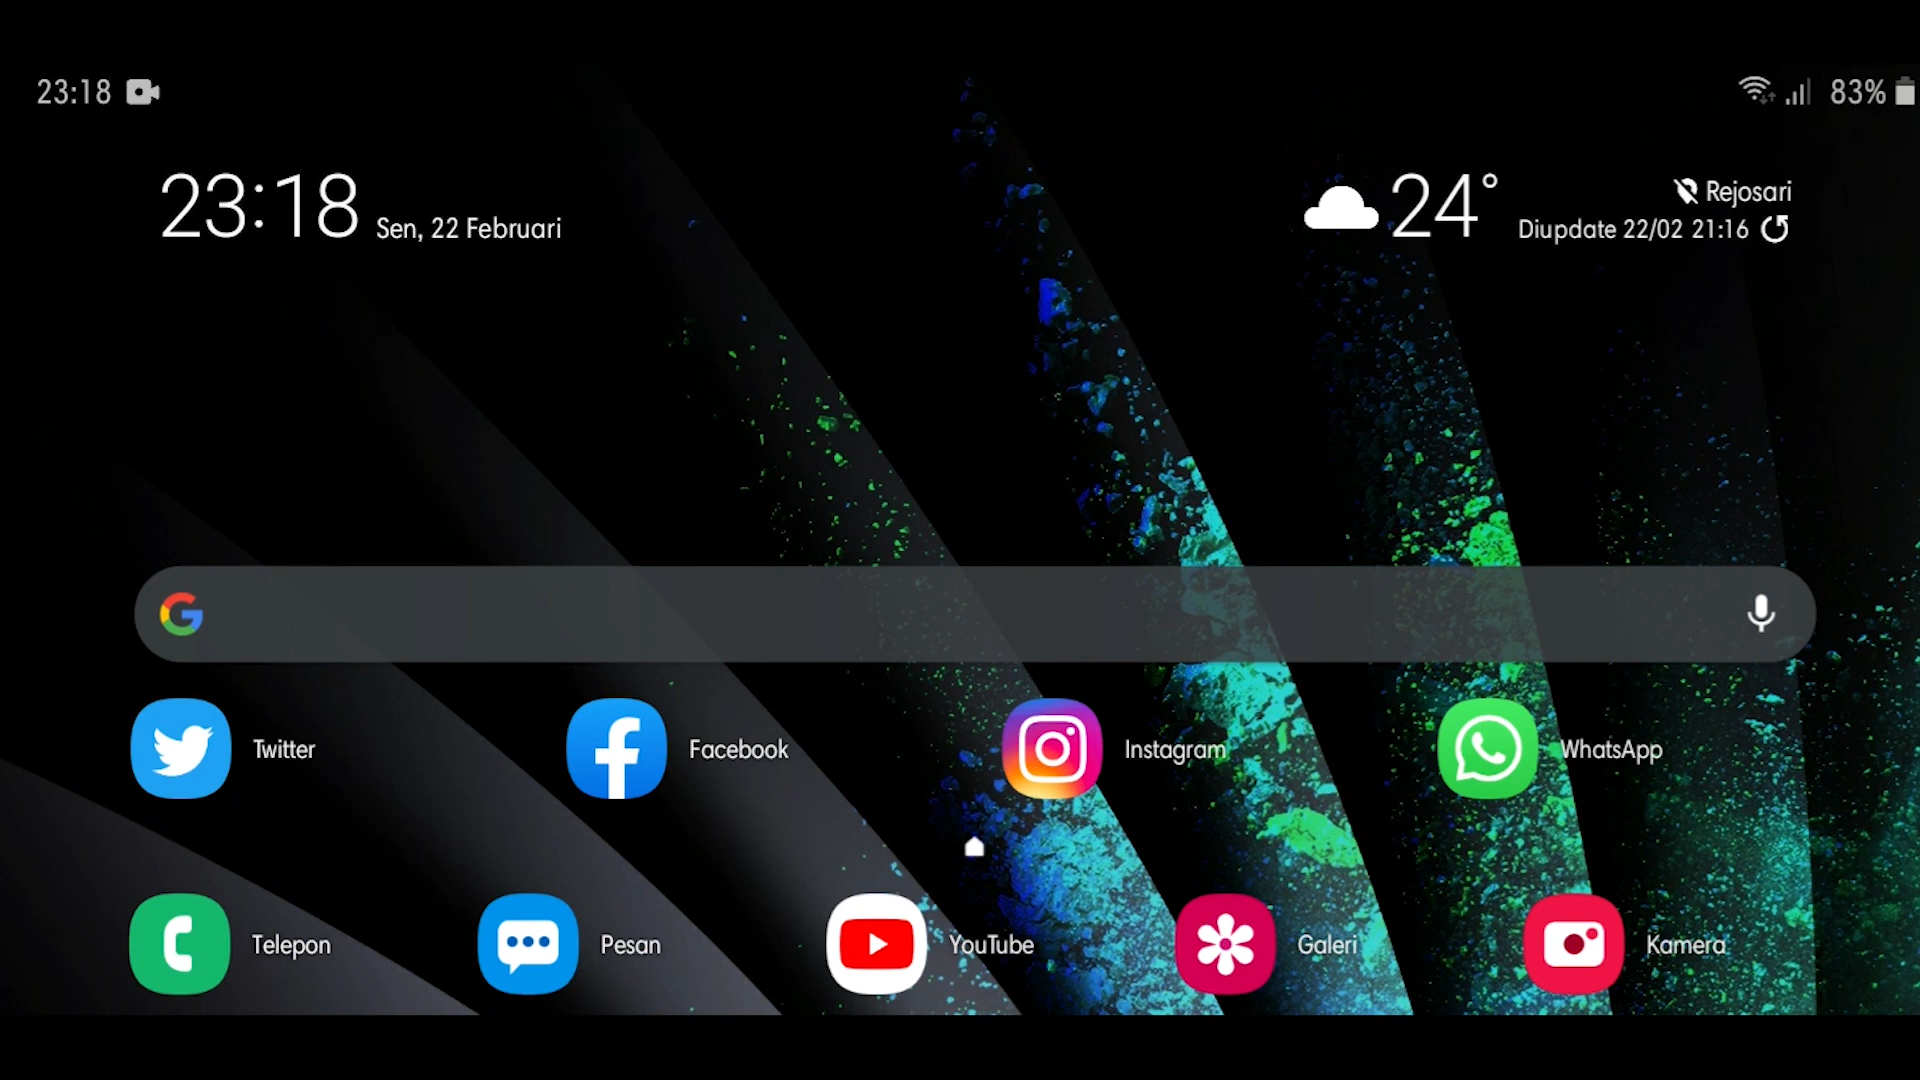 23:18
83%
23:18 Sen, 22 Februari
24° Rejosari
Diupdate 22/02 21:16
Twitter
Facebook
Instagram
WhatsApp
Telepon
Pesan
YouTube
Galeri
Kamera